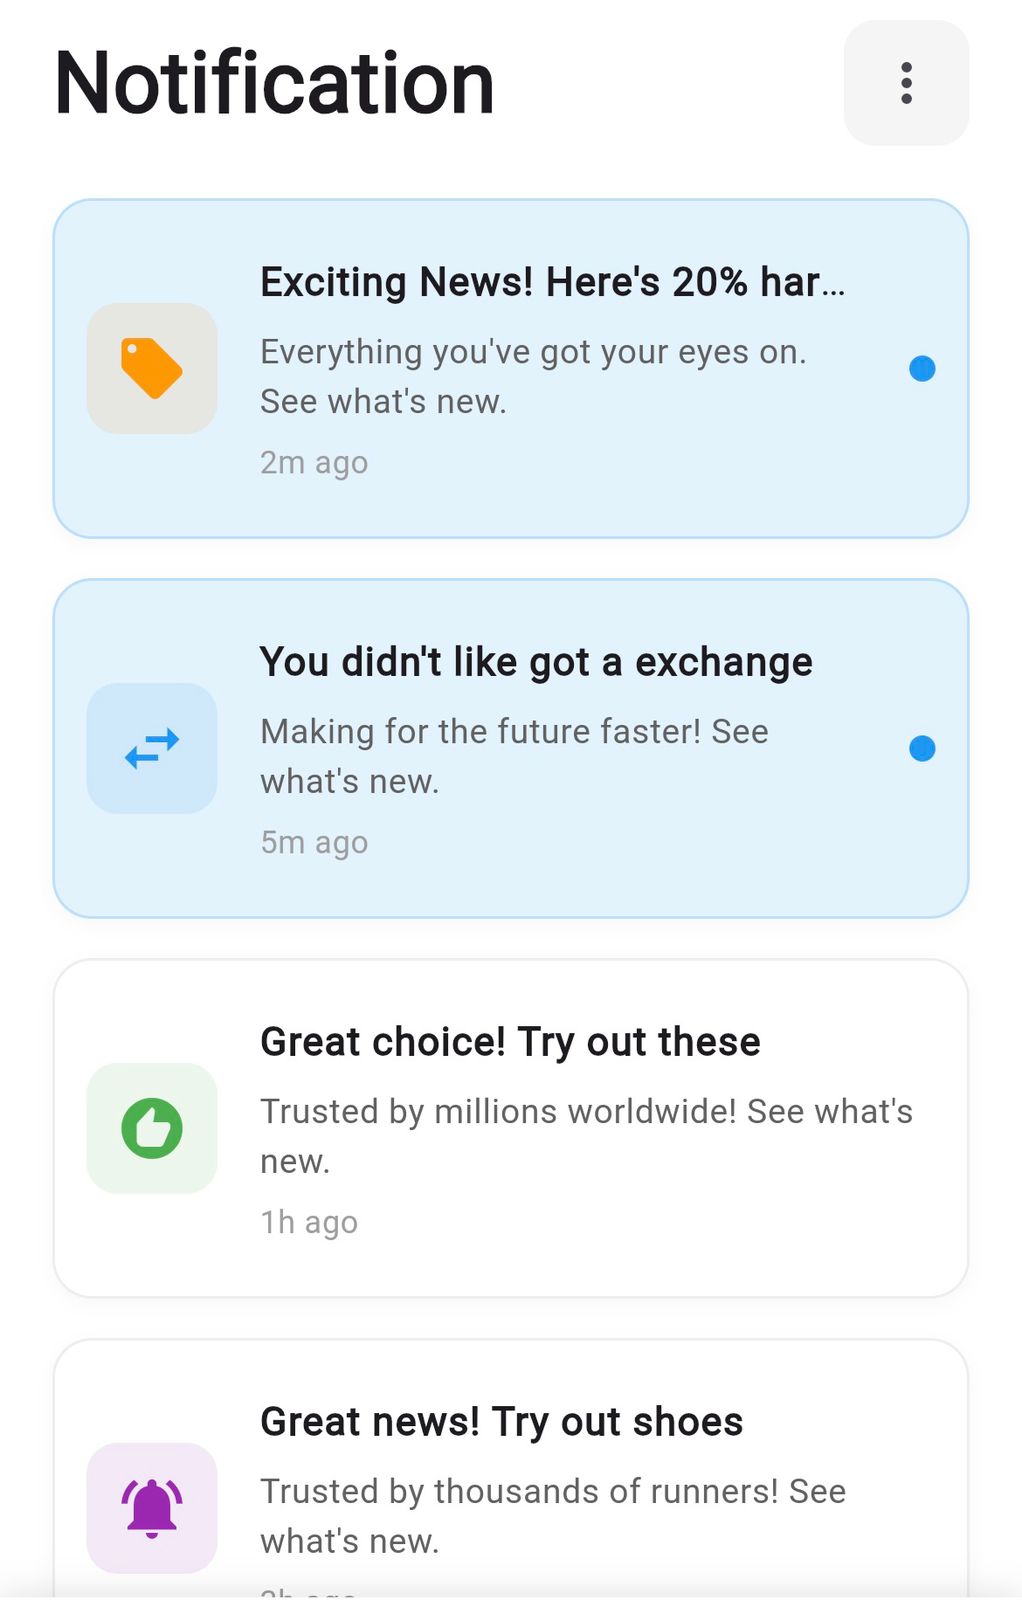 Notification
Exciting News! Here's 20% har...
Everything you've got your eyes on.
See what's new.
2m ago
You didn't like got a exchange
Making for the future faster! See
what's new.
5m ago
Great choice! Try out these
Trusted by millions worldwide! See what's
new.
1h ago
Great news! Try out shoes
Trusted by thousands of runners! See
what's new.
ago